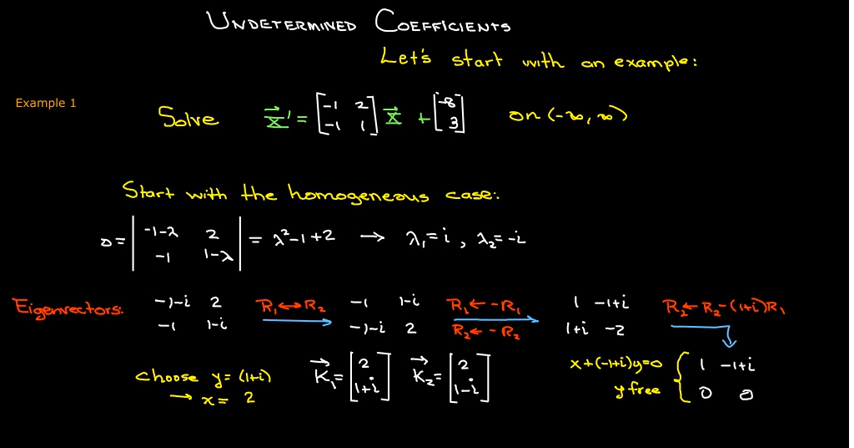 UNDETERMINED COEFFICIENTS
Let's start with an example:
Example 1
Solve X⃗' = [-1 2; -1 1] X⃗ + [-8; 3] on (-∞, ∞)
Start with the homogeneous case:
0 = |-1-λ 2; -1 1-λ| = λ²-1+2 → λ₁=i, λ₂=-i
Eigenvectors:
-1-i 2
-1 1-i
R₁↔R₂
-1 1-i
-1-i 2
R₁←-R₁
R₂←-R₂
1 -1+i
1+i -2
R₂←R₂-(1+i)R₁
choose y = (1+i)
→ x = 2
K⃗₁ = [2; 1+i] K⃗₂ = [2; 1-i]
x+(-1+i)y=0
y free
{ 1 -1+i
0 0